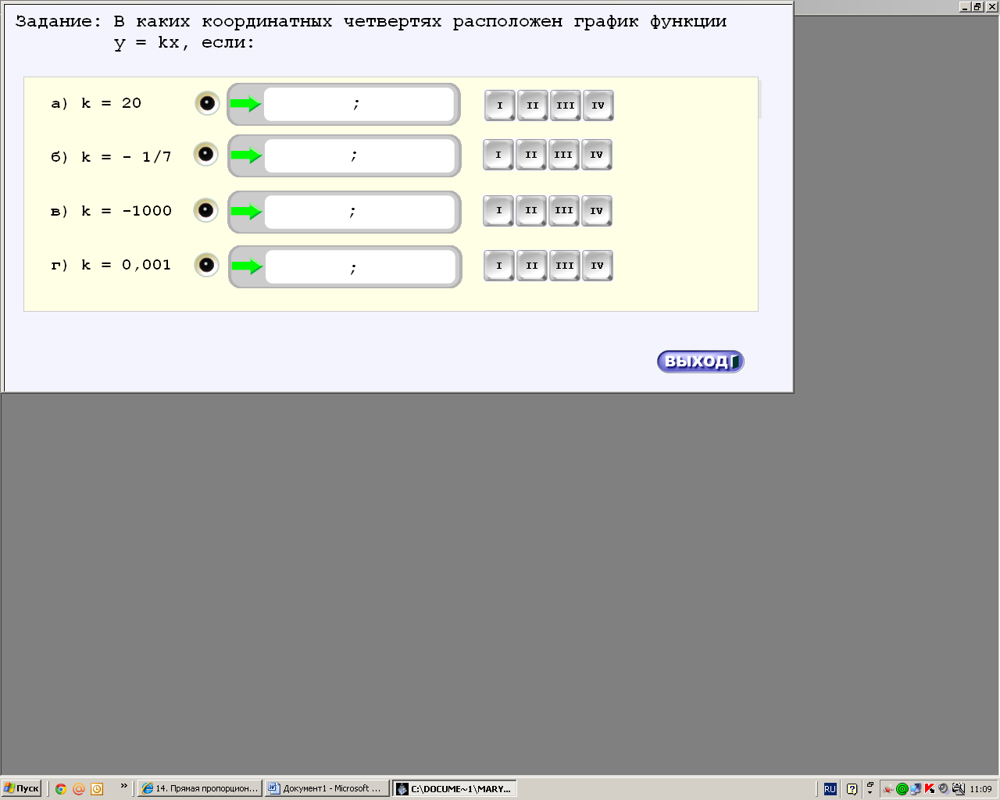 Задание: В каких координатных четвертях расположен график функции
y = kx, если:
а) k = 20 ; I II III IV
б) k = - 1/7 ; I II III IV
в) k = -1000 ; I II III IV
г) k = 0,001 ; I II III IV
ВЫХОД
Пуск » 14. Прямая пропорцион... Документ1 - Microsoft ... C:\DOCUME~1\MARY... RU 11:09